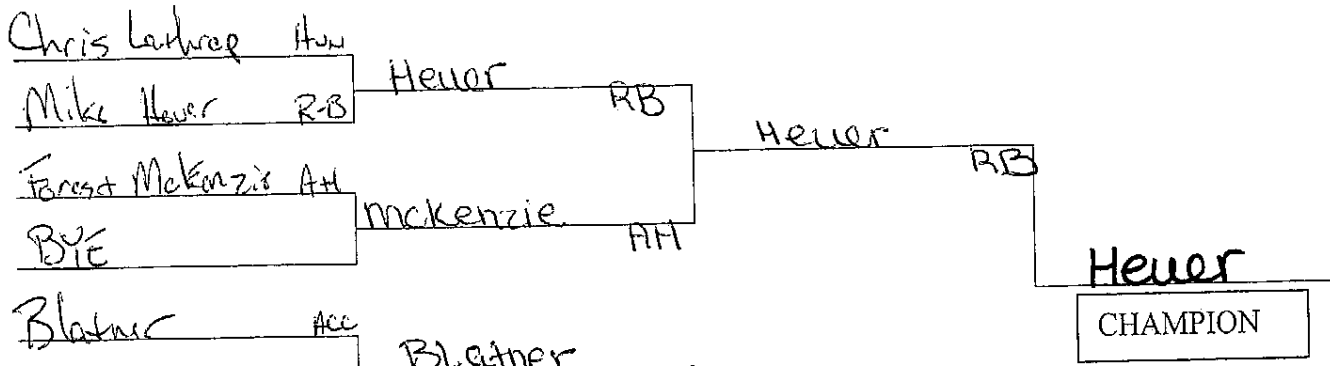 Chris Lathrop Hun
Heuer RB
Mike Heuer R-B
Heuer RB
Forest McKenzie AH
McKenzie AH
BYE
Heuer
CHAMPION
Blatner ACC
Blatner